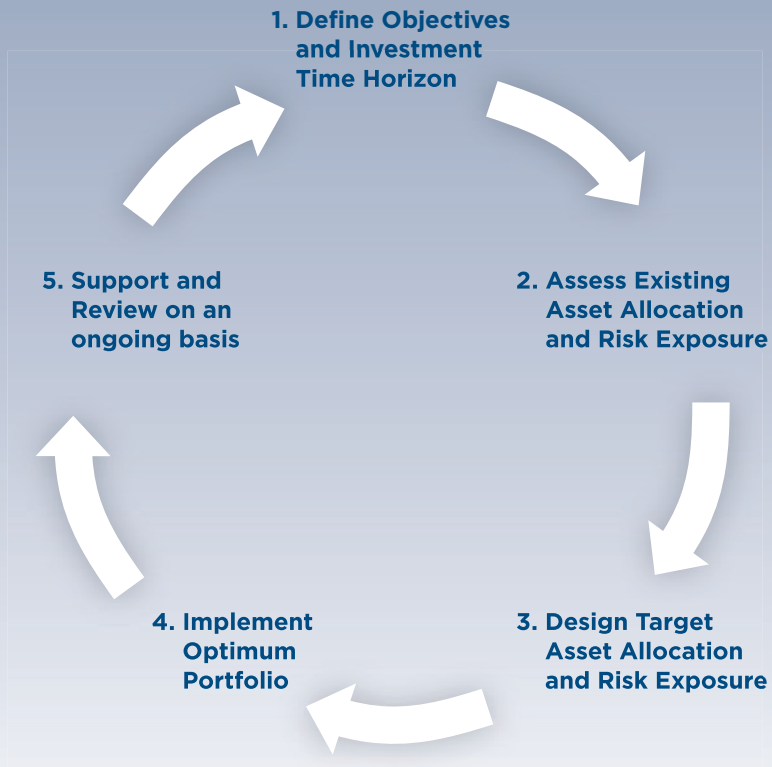 1. Define Objectives
and Investment
Time Horizon
2. Assess Existing
Asset Allocation
and Risk Exposure
3. Design Target
Asset Allocation
and Risk Exposure
4. Implement
Optimum
Portfolio
5. Support and
Review on an
ongoing basis